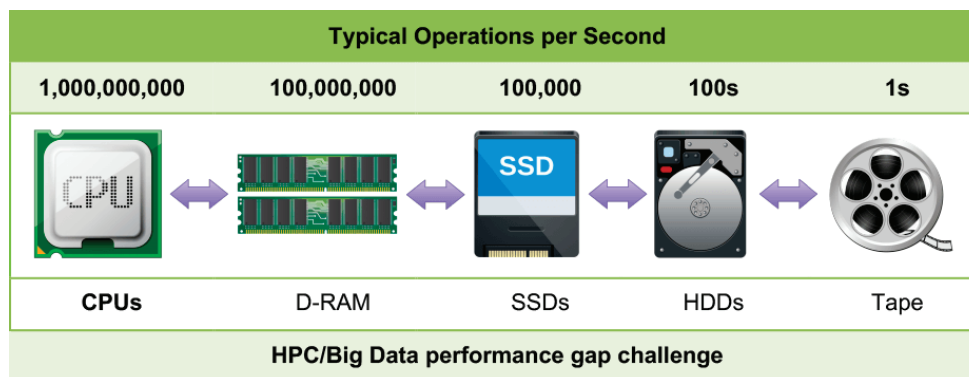 Typical Operations per Second
1,000,000,000 100,000,000 100,000 100s 1s
CPU
SSD
CPUs D-RAM SSDs HDDs Tape
HPC/Big Data performance gap challenge